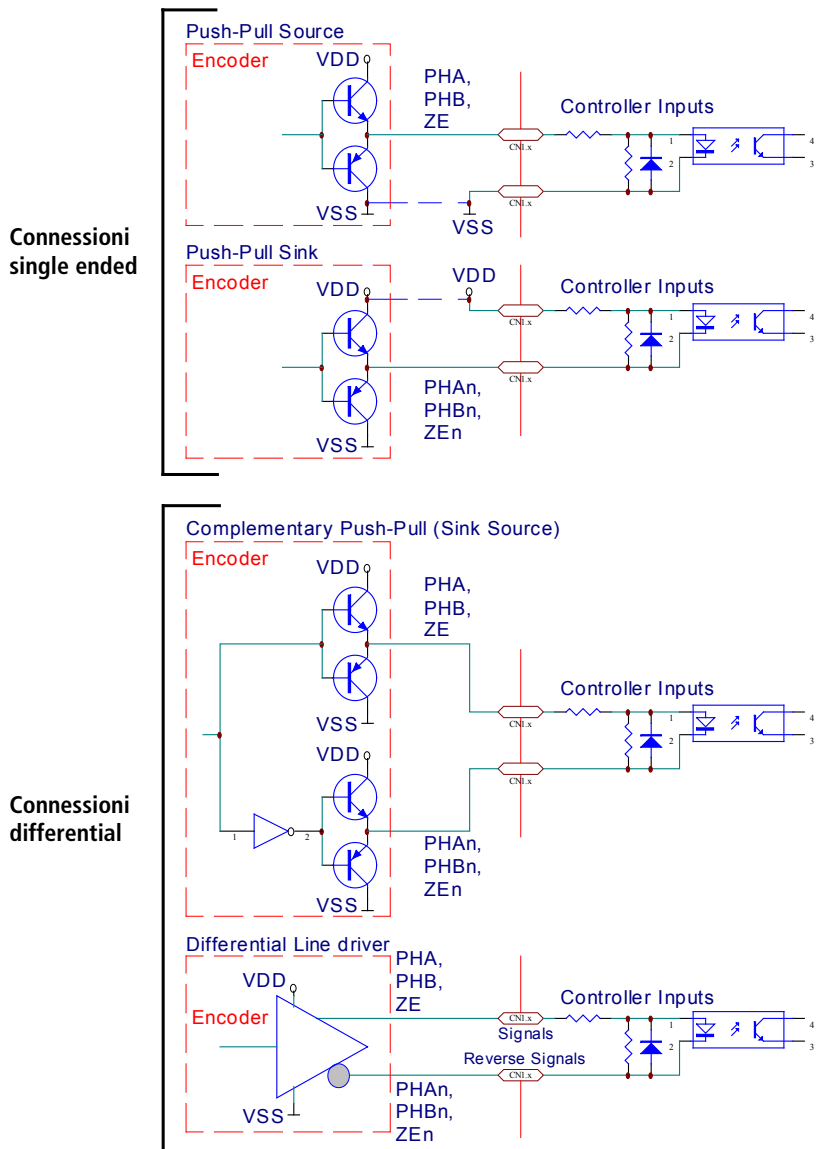 Push-Pull Source
Encoder
VDD
PHA,
PHB,
ZE
Controller Inputs
CN1.x
1
2
4
3
CN1.x
VSS
VSS
Connessioni
single ended
Push-Pull Sink
Encoder
VDD
VDD
Controller Inputs
CN1.x
1
2
4
3
CN1.x
PHAn,
PHBn,
ZEn
VSS
Complementary Push-Pull (Sink Source)
Encoder
VDD
PHA,
PHB,
ZE
Controller Inputs
VSS
CN1.x
1
2
4
3
VDD
CN1.x
Connessioni
differential
1
2
PHAn,
PHBn,
ZEn
VSS
Differential Line driver
PHA,
PHB,
ZE
VDD
Encoder
Controller Inputs
CN1.x
Signals
1
2
4
3
Reverse Signals
CN1.x
PHAn,
PHBn,
ZEn
VSS